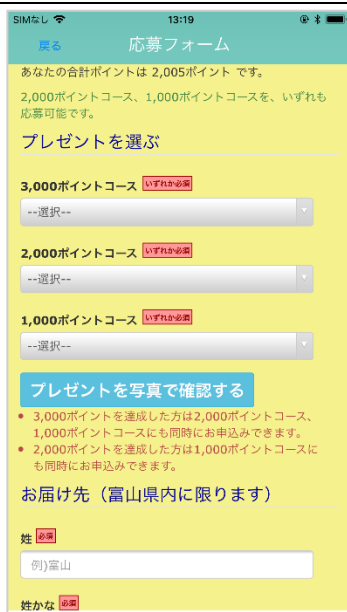 SIMなし 13:19
戻る 応募フォーム
あなたの合計ポイントは 2,005ポイント です。
2,000ポイントコース、1,000ポイントコースを、いずれも
応募可能です。
プレゼントを選ぶ
3,000ポイントコース いずれか必須
--選択--
2,000ポイントコース いずれか必須
--選択--
1,000ポイントコース いずれか必須
--選択--
プレゼントを写真で確認する
• 3,000ポイントを達成した方は2,000ポイントコース、
1,000ポイントコースにも同時にお申込みできます。
• 2,000ポイントを達成した方は1,000ポイントコースに
も同時にお申込みできます。
お届け先（富山県内に限ります）
姓 必須
例)富山
姓かな 必須